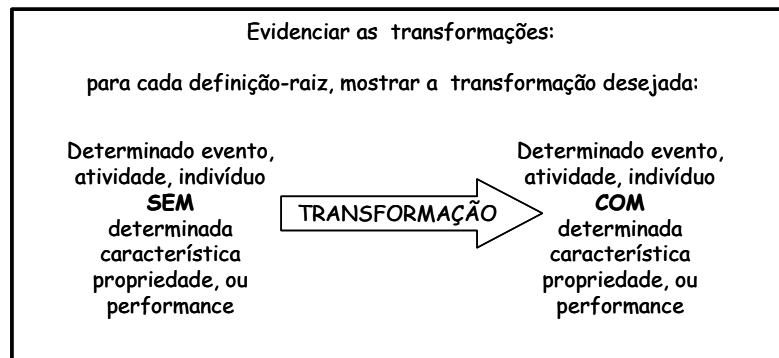 Evidenciar as transformações:
para cada definição-raiz, mostrar a transformação desejada:
Determinado evento,
atividade, indivíduo
SEM
determinada
característica
propriedade, ou
performance
TRANSFORMAÇÃO
Determinado evento,
atividade, indivíduo
COM
determinada
característica
propriedade, ou
performance